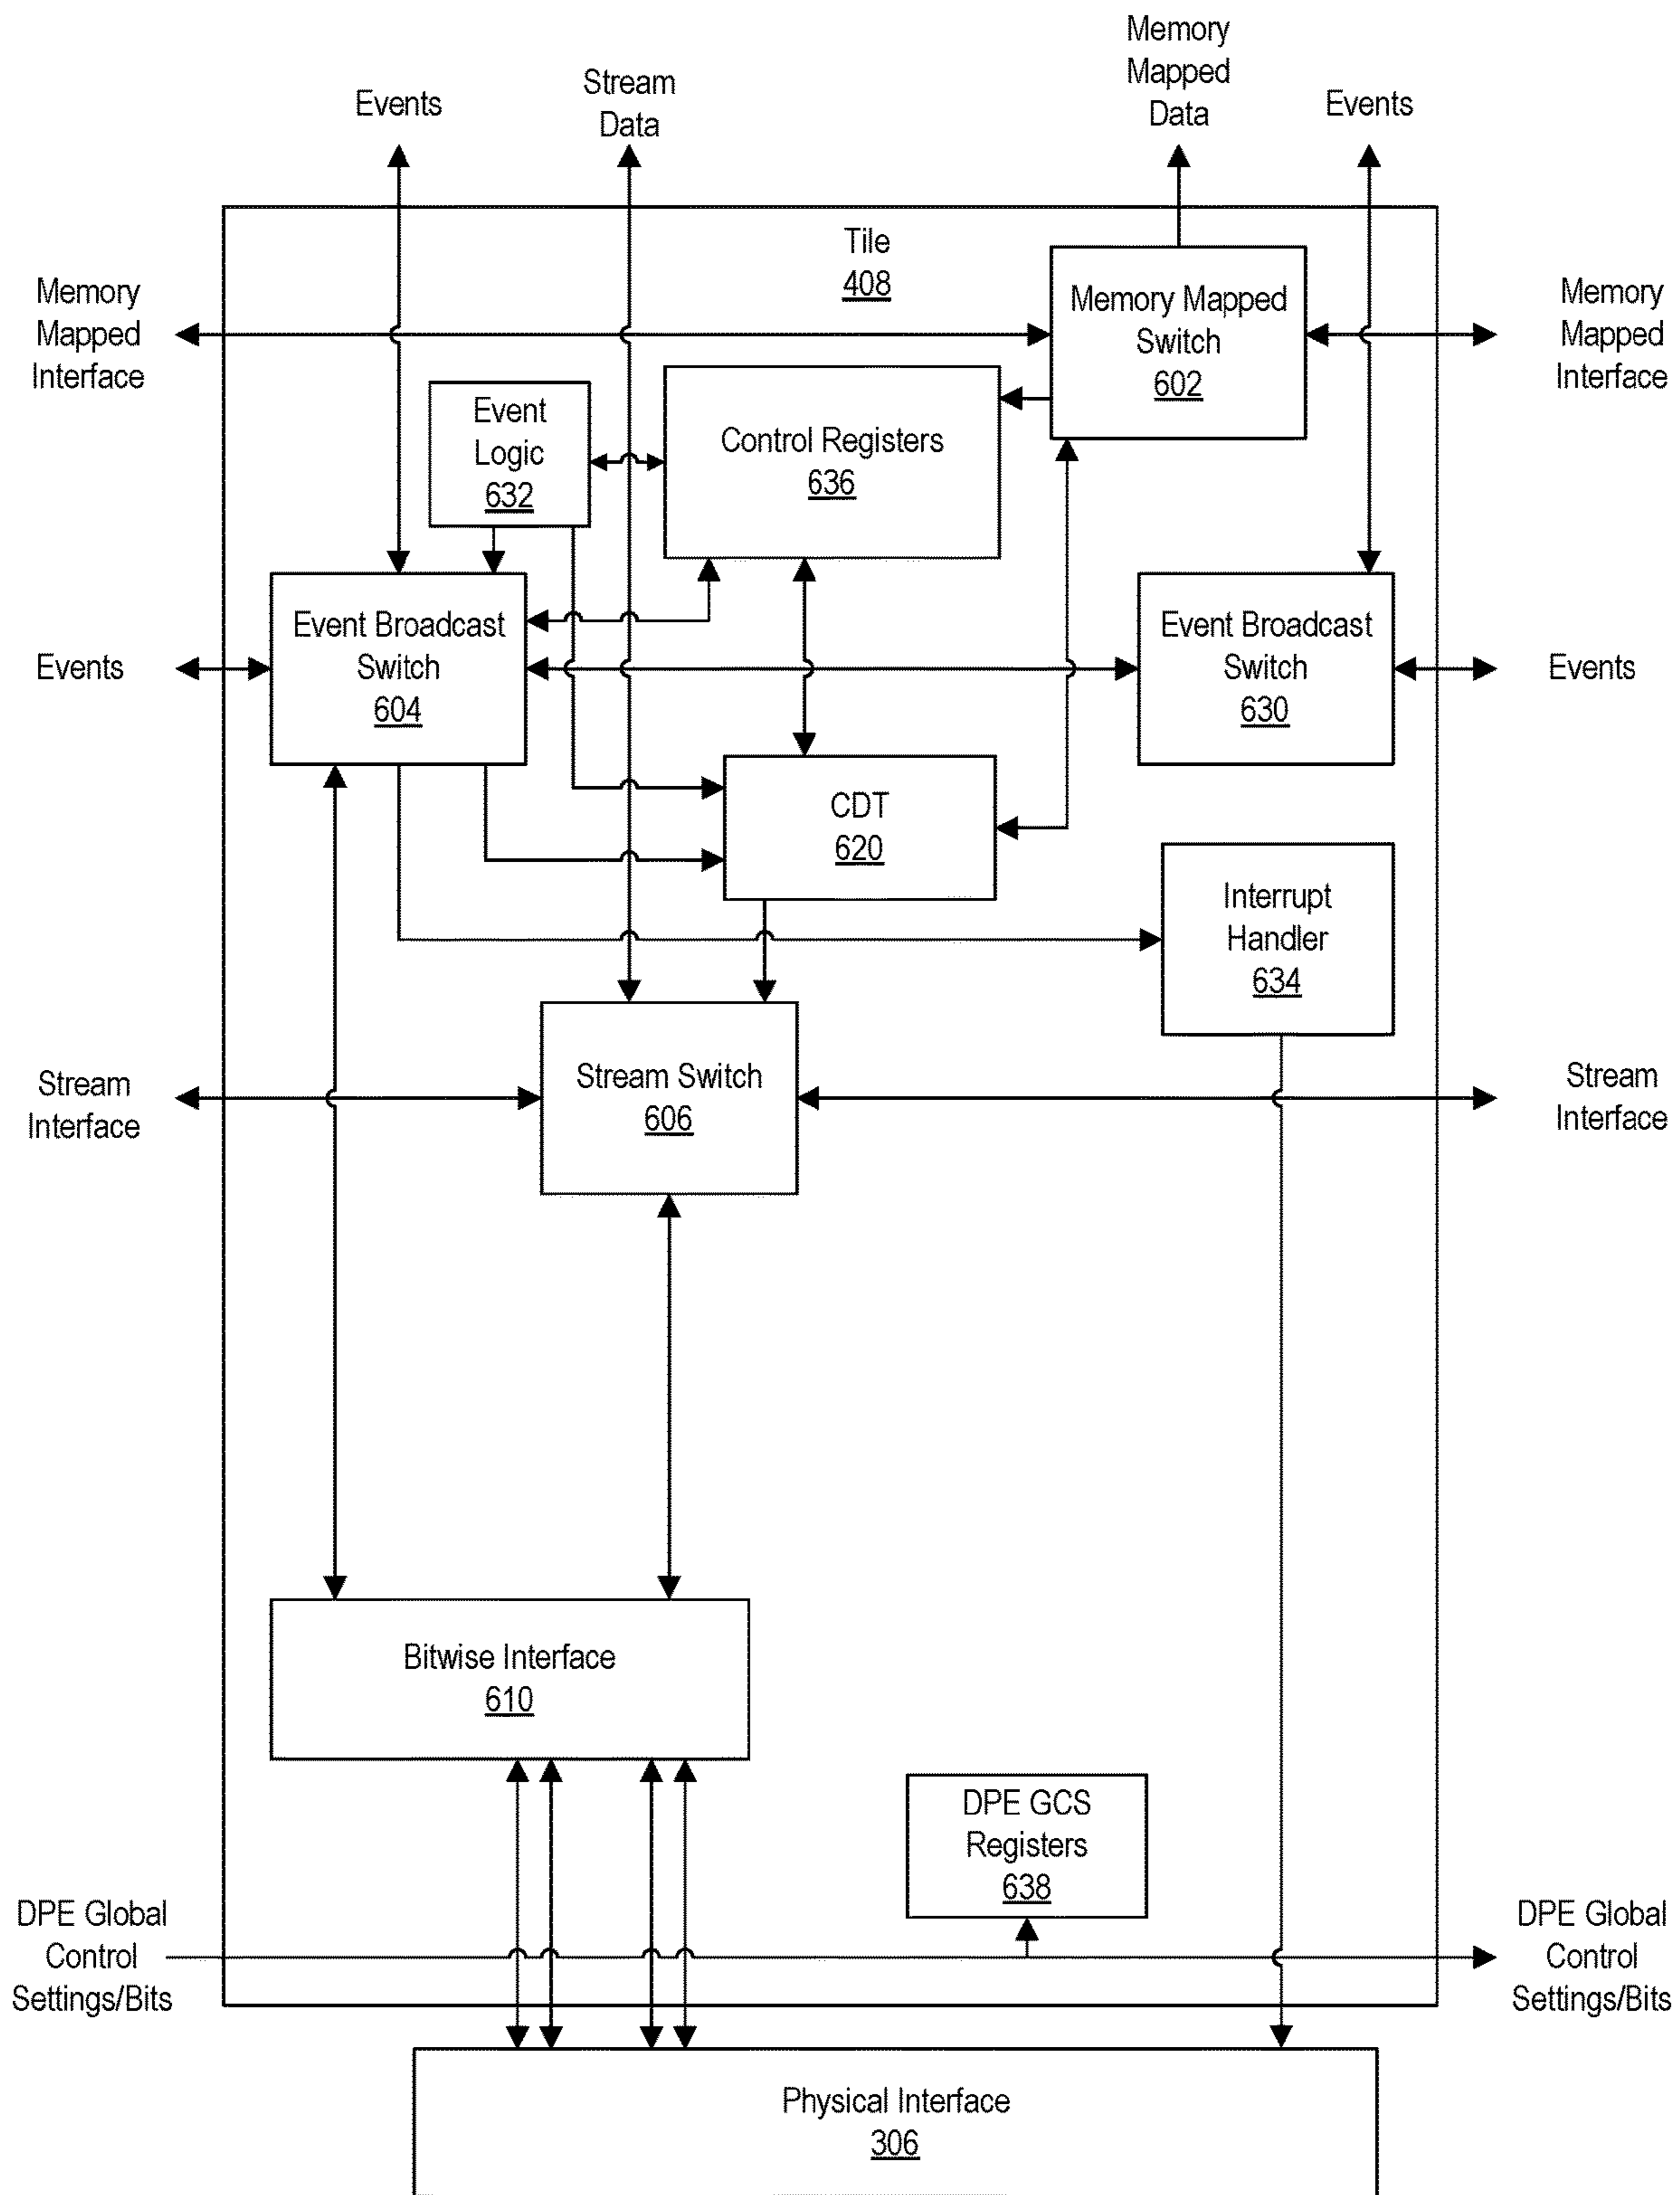 Memory
Mapped
Data
Stream
Data
Events
Events
Tile
408
Memory
Mapped
Interface
Memory Mapped
Switch
602
Memory
Mapped
Interface
Event
Logic
632
Control Registers
636
Events
Event Broadcast
Switch
604
Event Broadcast
Switch
630
Events
CDT
620
Interrupt
Handler
634
Stream
Interface
Stream Switch
606
Stream
Interface
Bitwise Interface
610
DPE GCS
Registers
638
DPE Global
Control
Settings/Bits
DPE Global
Control
Settings/Bits
Physical Interface
306